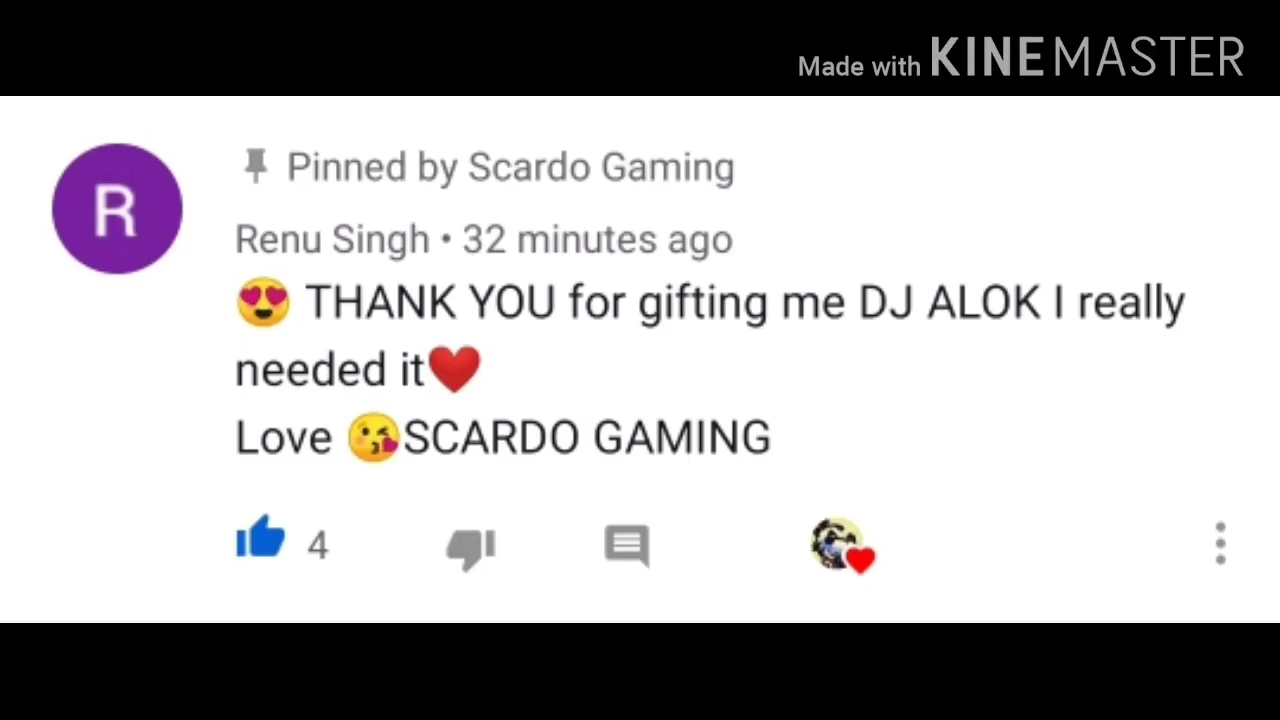 Made with KINEMASTER
R
Pinned by Scardo Gaming
Renu Singh • 32 minutes ago
😍 THANK YOU for gifting me DJ ALOK I really
needed it❤️
Love 😘SCARDO GAMING
4